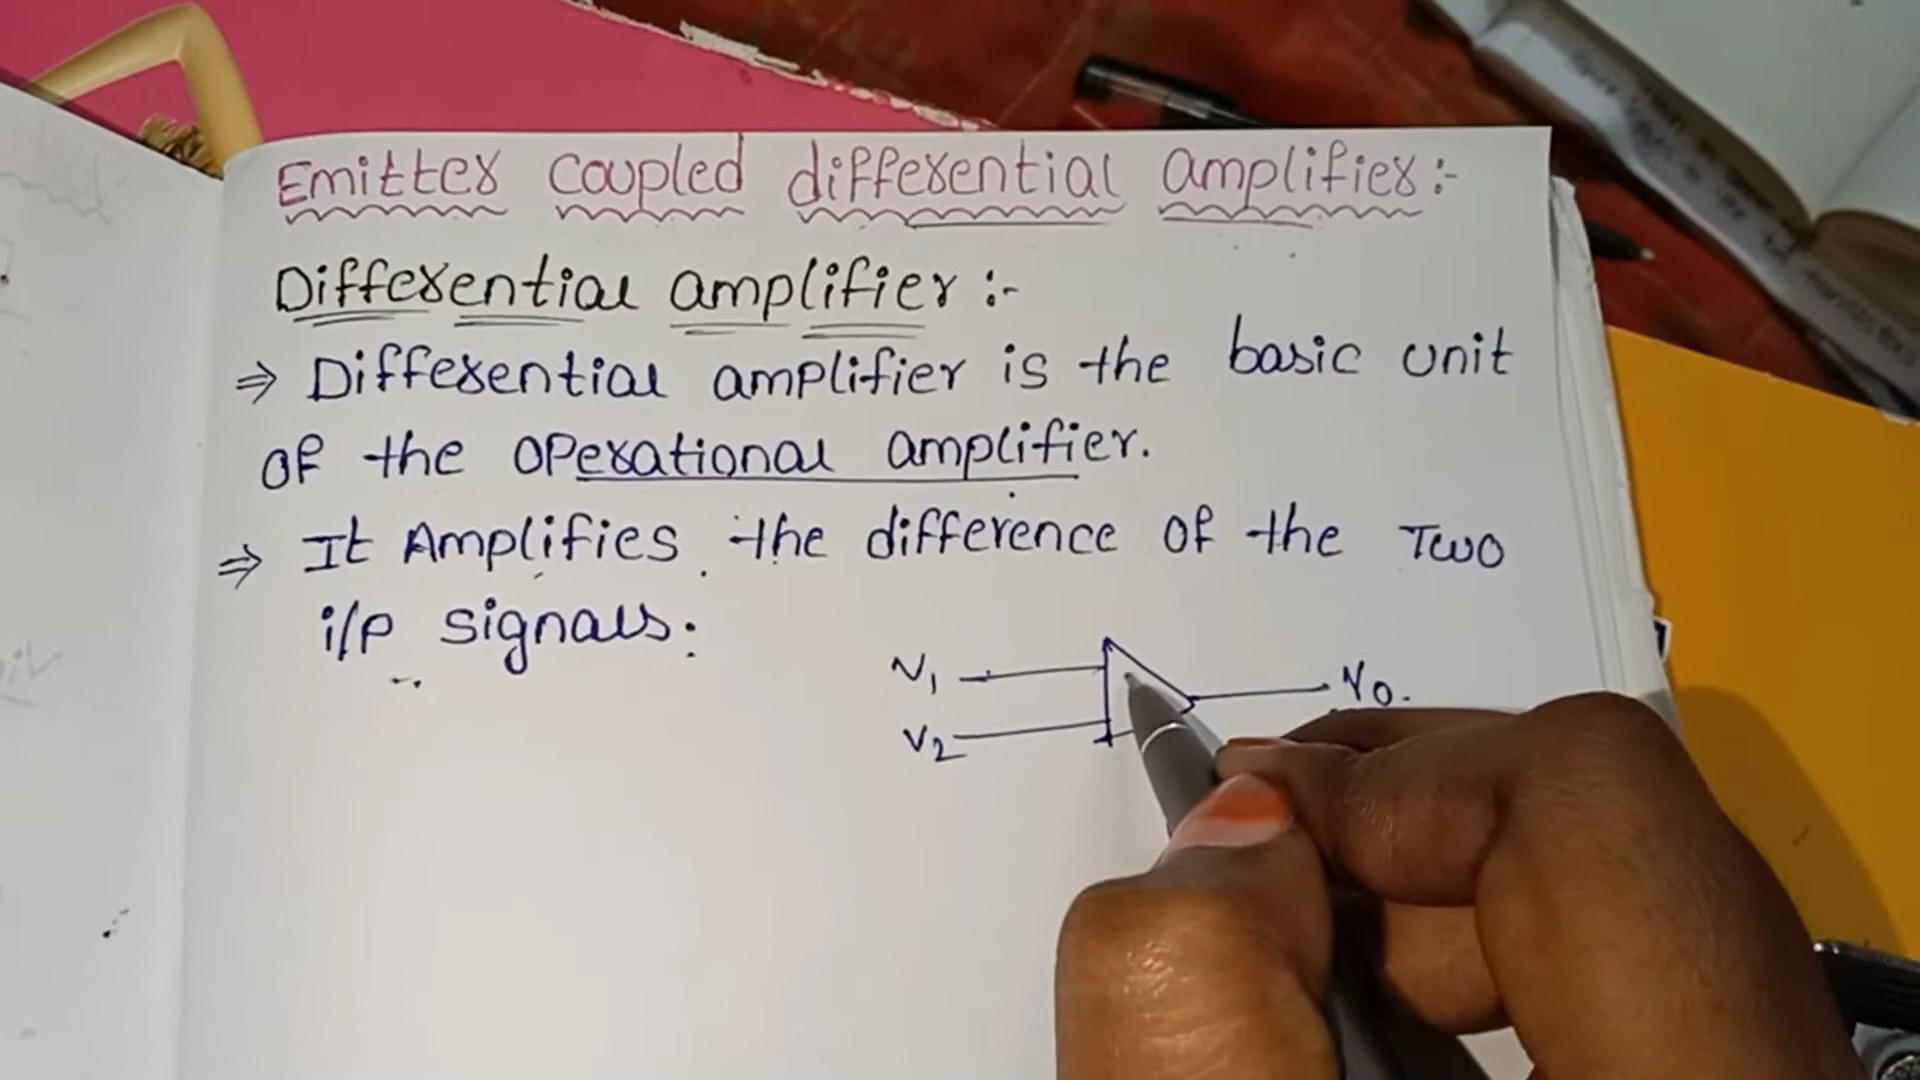 Emitter coupled differential amplifier:-
Differential amplifier :-
⇒ Differential amplifier is the basic unit
of the operational amplifier.
⇒ It Amplifies the difference of the Two
i/p signals.
V1
V2
V0.